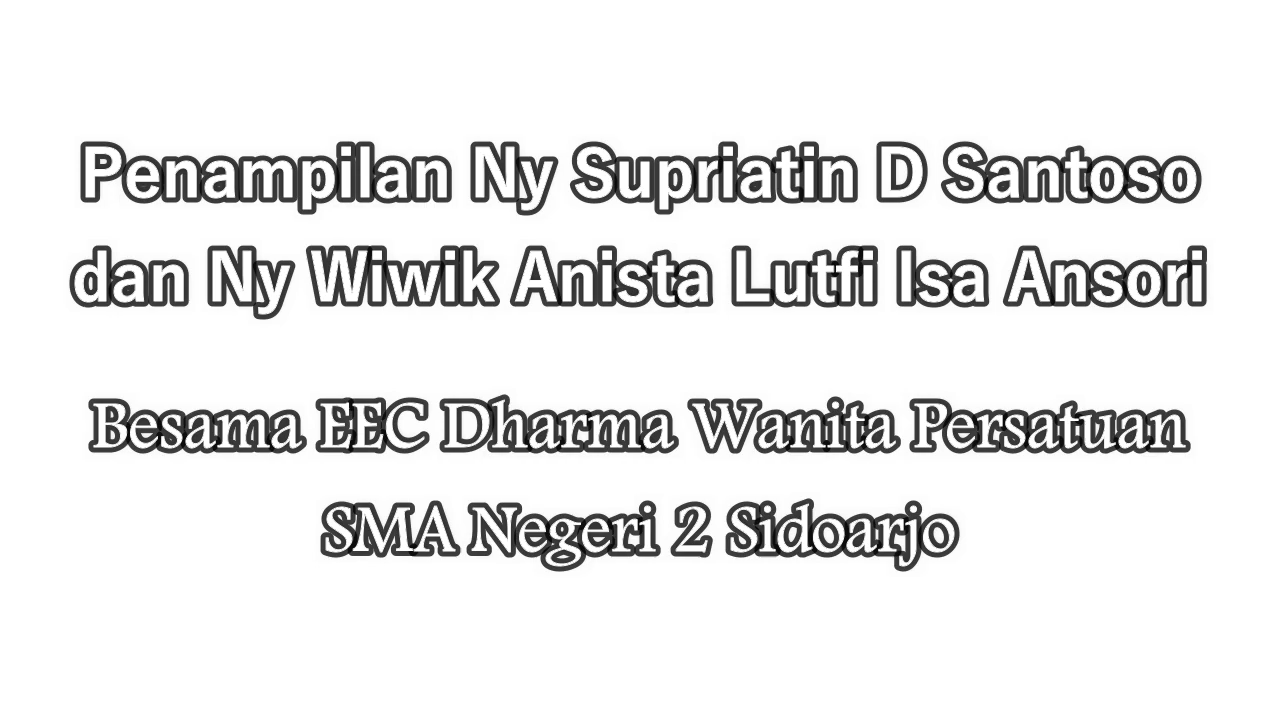 Penampilan Ny Supriatin D Santoso
dan Ny Wiwik Anista Lutfi Isa Ansori
Besama EEC Dharma Wanita Persatuan
SMA Negeri 2 Sidoarjo